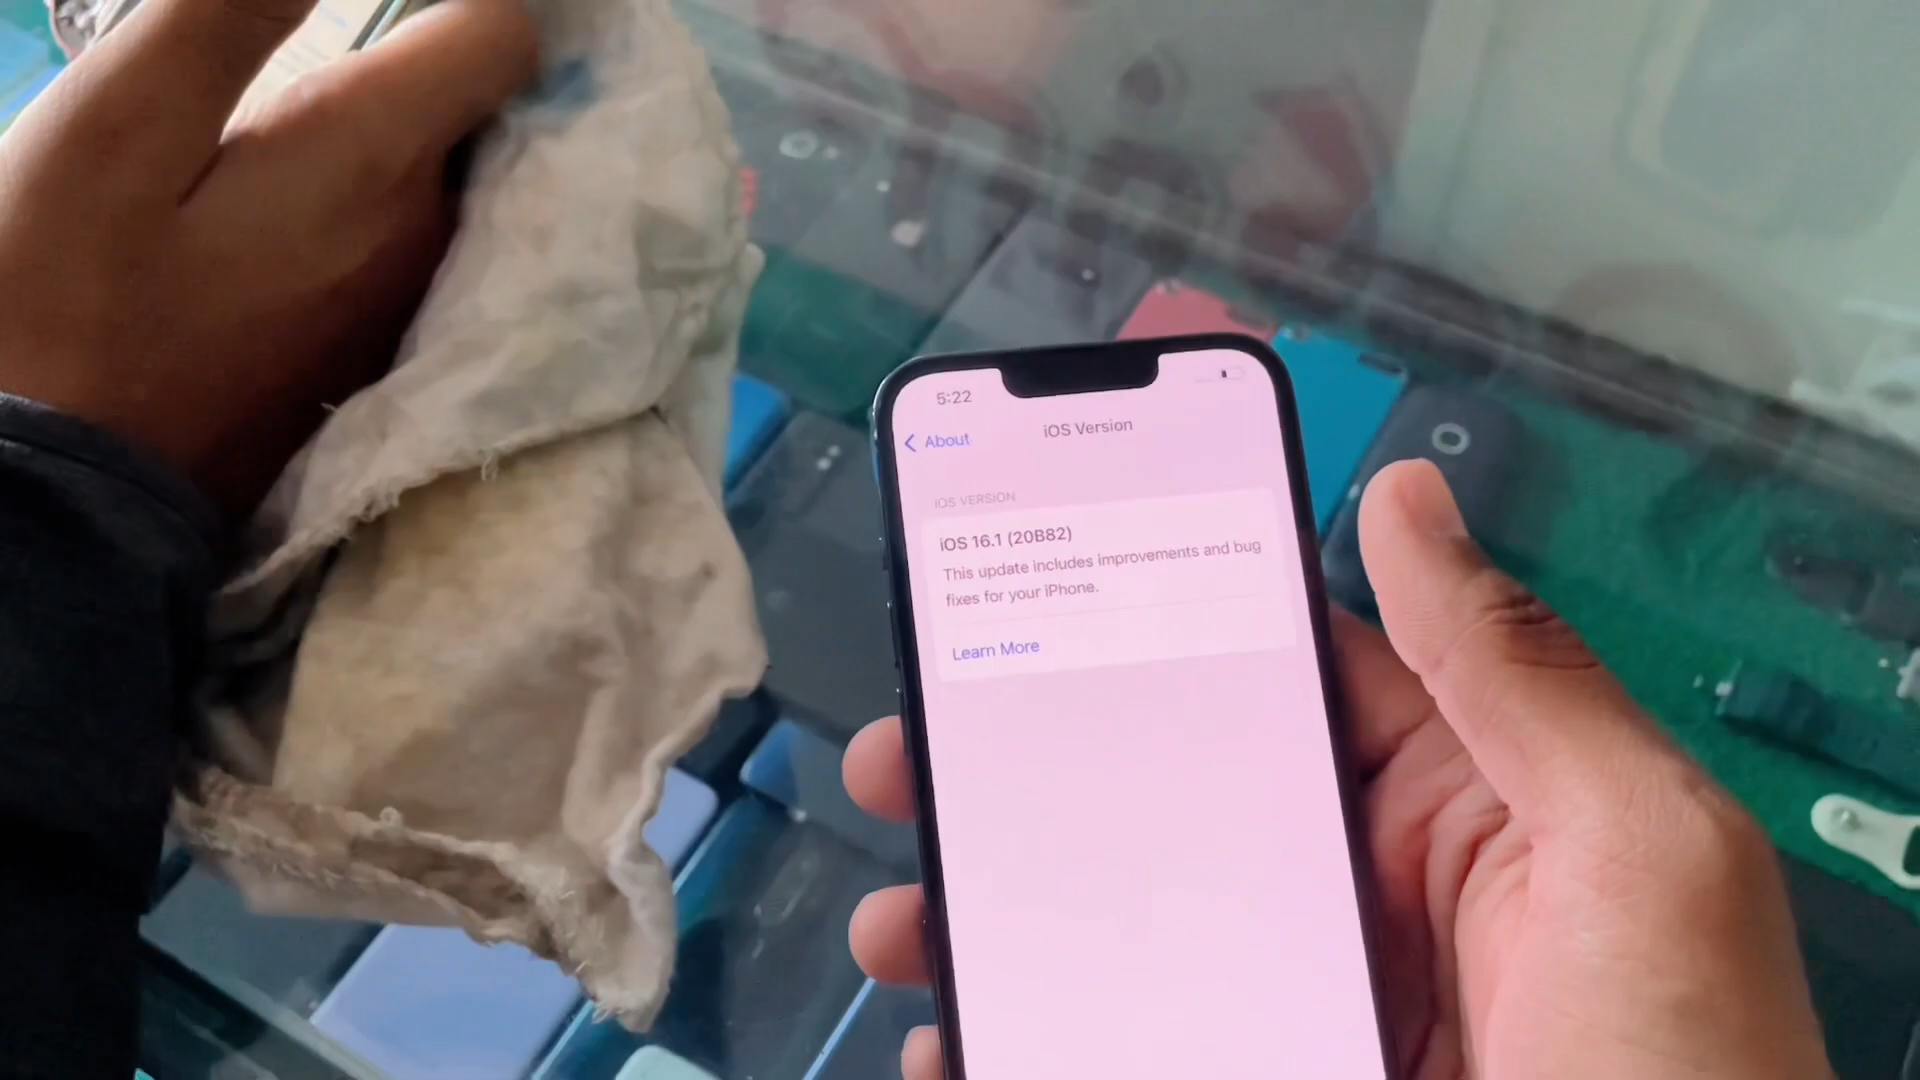 5:22
About
iOS Version
IOS VERSION
iOS 16.1 (20B82)
This update includes improvements and bug
fixes for your iPhone.
Learn More